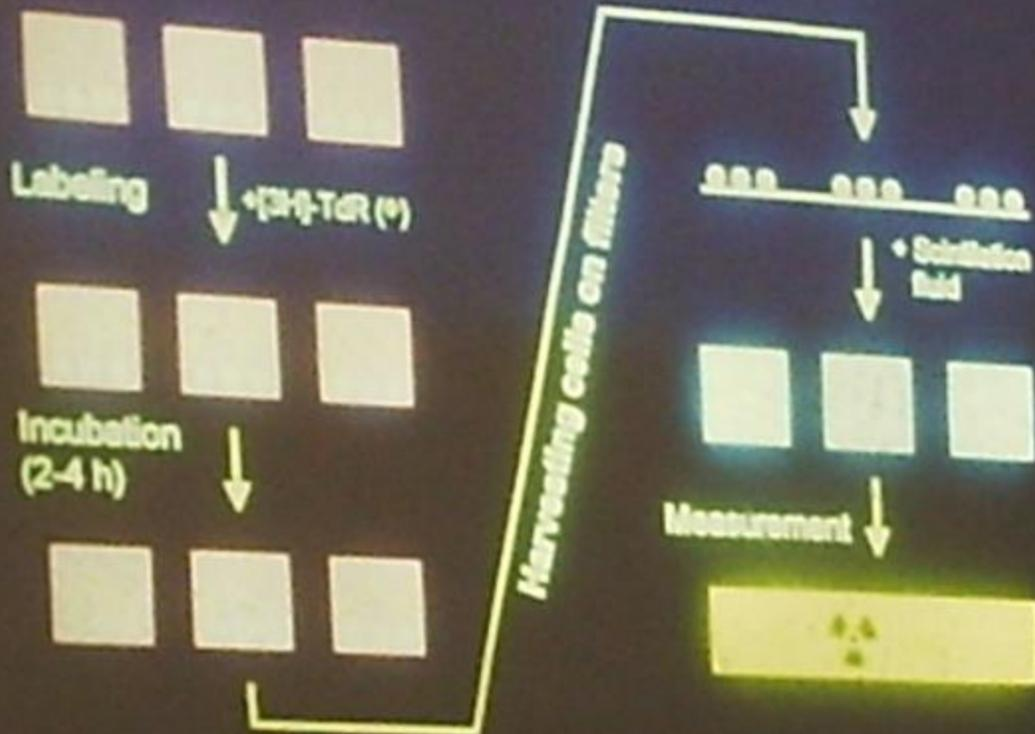 Labeling
+[3H]-TdR (*)
Incubation
(2-4 h)
Harvesting cells on filters
+ Scintillation
fluid
Measurement